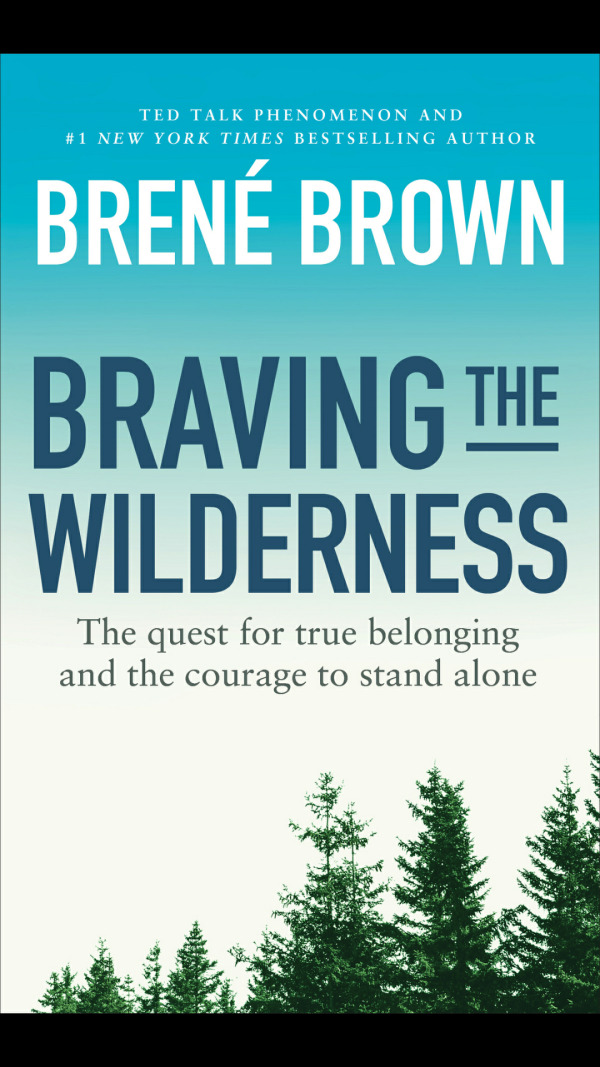 TED TALK PHENOMENON AND
#1 NEW YORK TIMES BESTSELLING AUTHOR
BRENÉ BROWN
BRAVING THE
WILDERNESS
The quest for true belonging
and the courage to stand alone